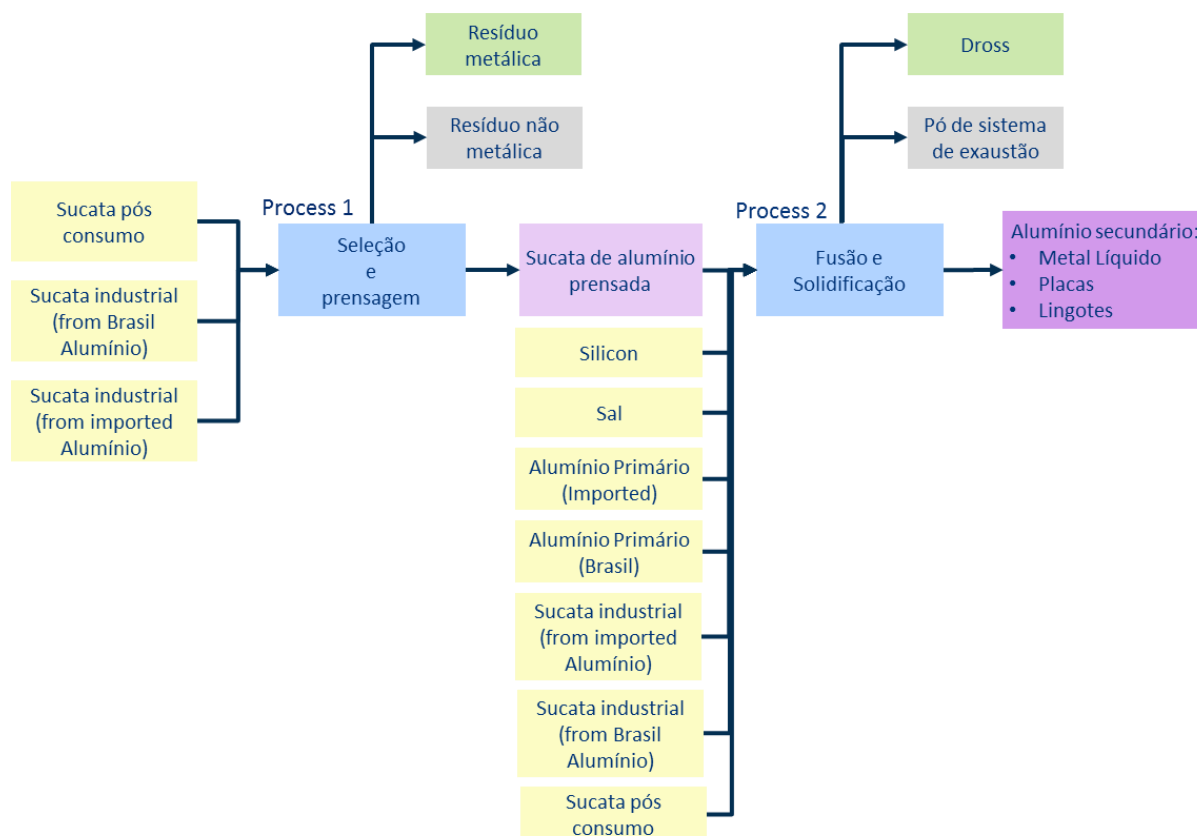 Resíduo
metálica
Dross
Resíduo não
metálica
Pó de sistema
de exaustão
Sucata pós
consumo
Process 1
Seleção
e
prensagem
Sucata de alumínio
prensada
Process 2
Fusão e
Solidificação
Alumínio secundário:
• Metal Líquido
• Placas
• Lingotes
Sucata industrial
(from Brasil
Alumínio)
Sucata industrial
(from imported
Alumínio)
Silicon
Sal
Alumínio Primário
(Imported)
Alumínio Primário
(Brasil)
Sucata industrial
(from imported
Alumínio)
Sucata industrial
(from Brasil
Alumínio)
Sucata pós
consumo